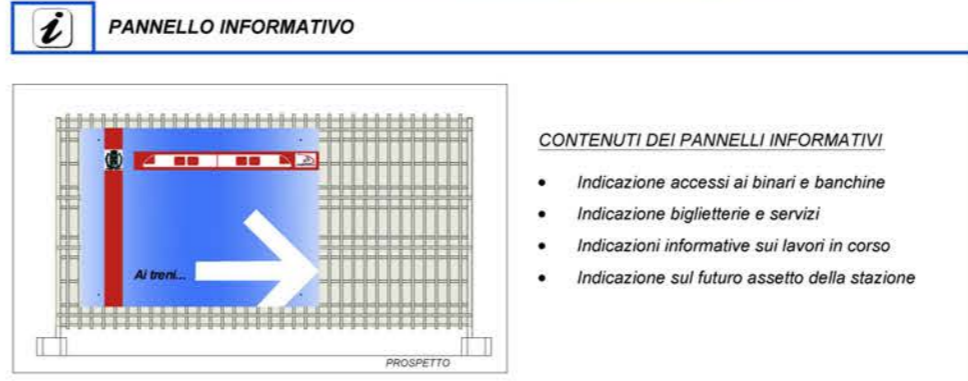 i
PANNELLO INFORMATIVO
Ai treni...
PROSPETTO
CONTENUTI DEI PANNELLI INFORMATIVI
• Indicazione accessi ai binari e banchine
• Indicazione biglietterie e servizi
• Indicazioni informative sui lavori in corso
• Indicazione sul futuro assetto della stazione